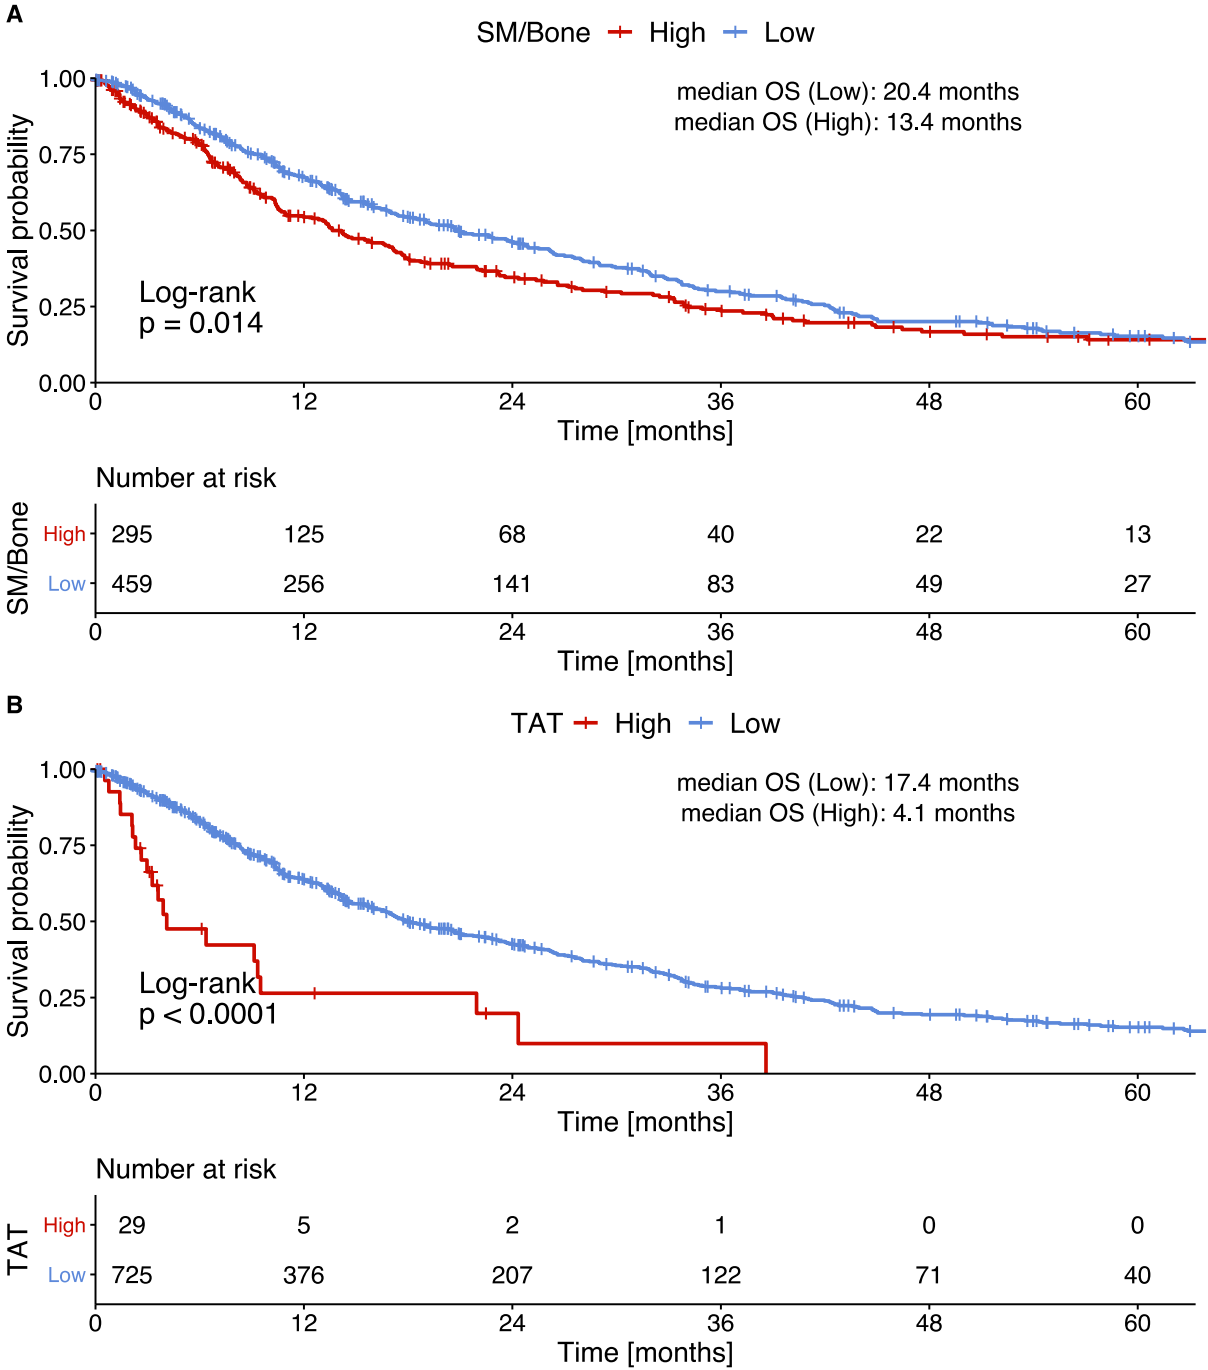 A
SM/Bone High Low
median OS (Low): 20.4 months
median OS (High): 13.4 months
1.00
0.75
0.50
0.25
0.00
Survival probability
Log-rank
p = 0.014
0 12 24 36 48 60
Time [months]
Number at risk
SM/Bone
High 295 125 68 40 22 13
Low 459 256 141 83 49 27
0 12 24 36 48 60
Time [months]
B
TAT High Low
median OS (Low): 17.4 months
median OS (High): 4.1 months
1.00
0.75
0.50
0.25
0.00
Survival probability
Log-rank
p < 0.0001
0 12 24 36 48 60
Time [months]
Number at risk
TAT
High 29 5 2 1 0 0
Low 725 376 207 122 71 40
0 12 24 36 48 60
Time [months]